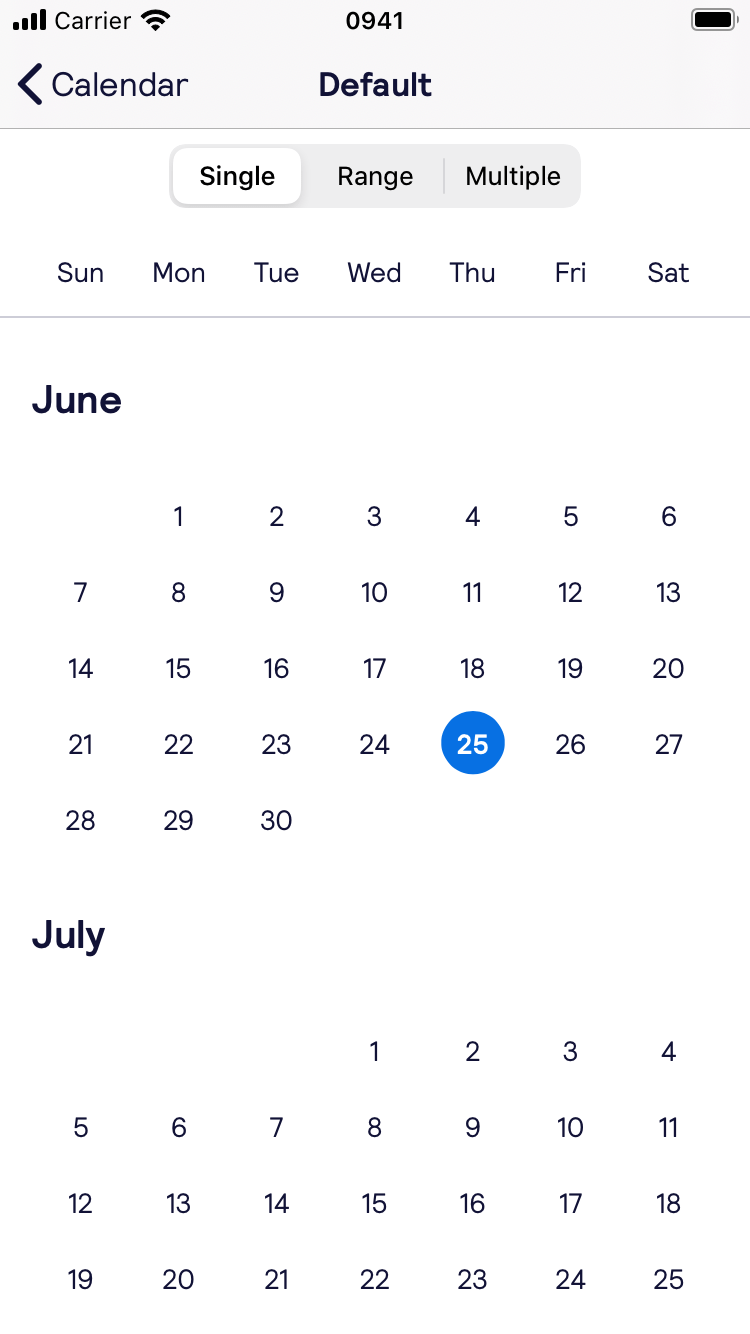 Carrier 0941
Calendar Default
Single Range Multiple
Sun Mon Tue Wed Thu Fri Sat
June
1 2 3 4 5 6
7 8 9 10 11 12 13
14 15 16 17 18 19 20
21 22 23 24 25 26 27
28 29 30
July
1 2 3 4
5 6 7 8 9 10 11
12 13 14 15 16 17 18
19 20 21 22 23 24 25